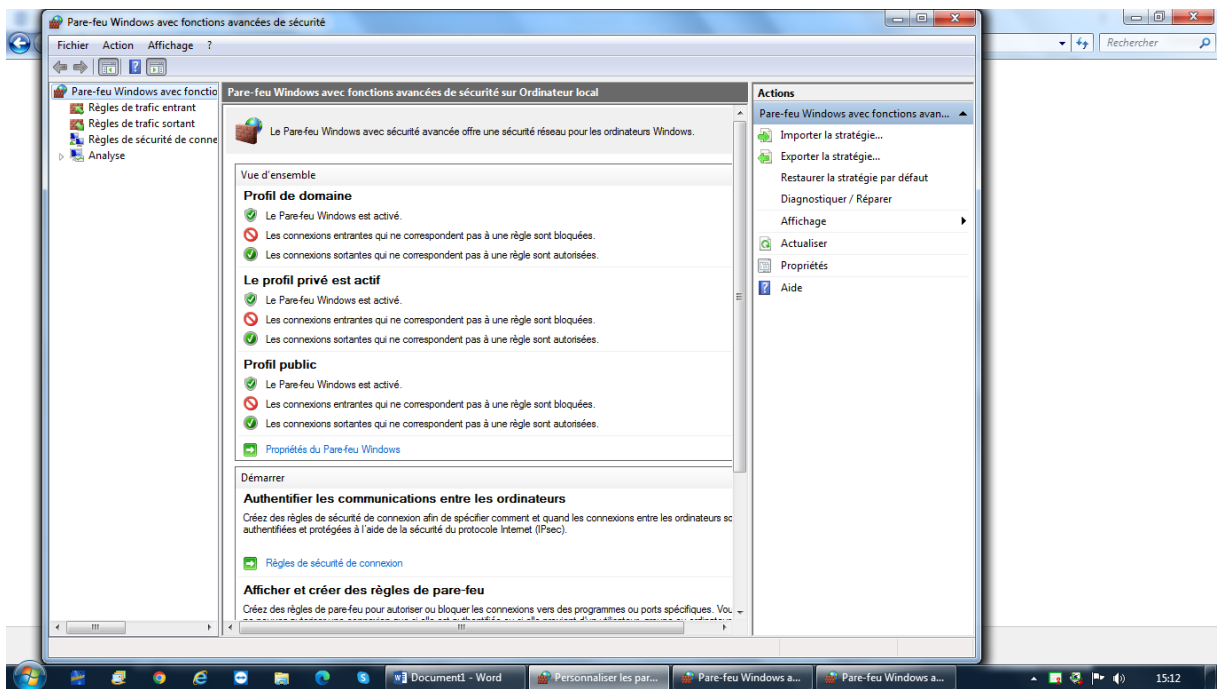 Pare-feu Windows avec fonctions avancées de sécurité
Fichier Action Affichage ?
Rechercher
Pare-feu Windows avec fonctio
Règles de trafic entrant
Règles de trafic sortant
Règles de sécurité de conne
Analyse
Pare-feu Windows avec fonctions avancées de sécurité sur Ordinateur local
Le Pare-feu Windows avec sécurité avancée offre une sécurité réseau pour les ordinateurs Windows.
Vue d'ensemble
Profil de domaine
Le Pare-feu Windows est activé.
Les connexions entrantes qui ne correspondent pas à une règle sont bloquées.
Les connexions sortantes qui ne correspondent pas à une règle sont autorisées.
Le profil privé est actif
Le Pare-feu Windows est activé.
Les connexions entrantes qui ne correspondent pas à une règle sont bloquées.
Les connexions sortantes qui ne correspondent pas à une règle sont autorisées.
Profil public
Le Pare-feu Windows est activé.
Les connexions entrantes qui ne correspondent pas à une règle sont bloquées.
Les connexions sortantes qui ne correspondent pas à une règle sont autorisées.
Propriétés du Pare-feu Windows
Démarrer
Authentifier les communications entre les ordinateurs
Créez des règles de sécurité de connexion afin de spécifier comment et quand les connexions entre les ordinateurs so
authentifiées et protégées à l'aide de la sécurité du protocole Internet (IPsec).
Règles de sécurité de connexion
Afficher et créer des règles de pare-feu
Créez des règles de pare-feu pour autoriser ou bloquer les connexions vers des programmes ou ports spécifiques. Vou
Actions
Pare-feu Windows avec fonctions avan...
Importer la stratégie...
Exporter la stratégie...
Restaurer la stratégie par défaut
Diagnostiquer / Réparer
Affichage
Actualiser
Propriétés
Aide
Document1 - Word
Personnaliser les par...
Pare-feu Windows a...
Pare-feu Windows a...
15:12